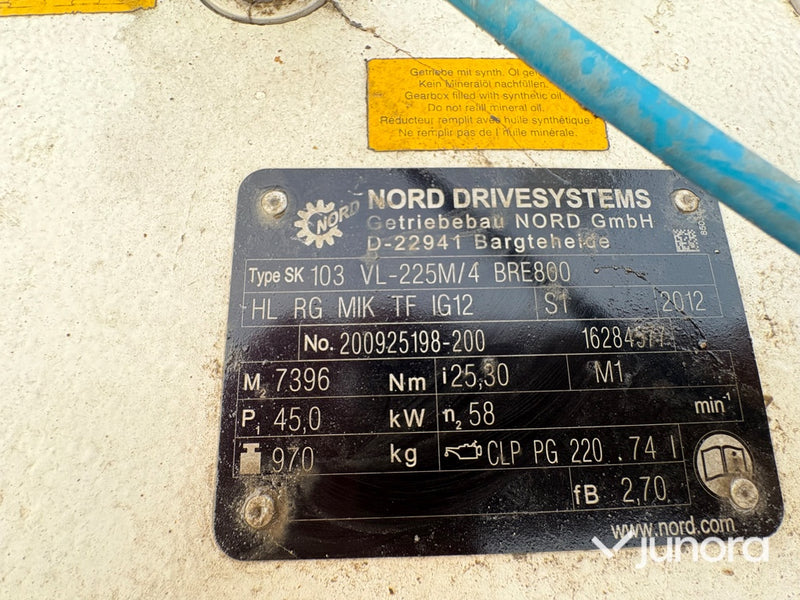 Getriebe mit synth. Öl
Kein Mineralöl nachfüllen.
Gearbox filled with synthetic oil.
Do not refill mineral oil.
Réducteur remplit avec huile synthétique.
Ne remplir pas de l'huile minérale.
NORD
NORD DRIVESYSTEMS
Getriebebau NORD GmbH
D-22941 Bargteheide
Type SK 103 VL-225M/4 BRE800
HL RG MIK TF IG12 S1 2012
No. 200925198-200 16284577
M2 7396 Nm i 25,30 M1
P1 45,0 kW n2 58 min-1
970 kg CLP PG 220 .74 l
fB 2,70
www.nord.com
junora